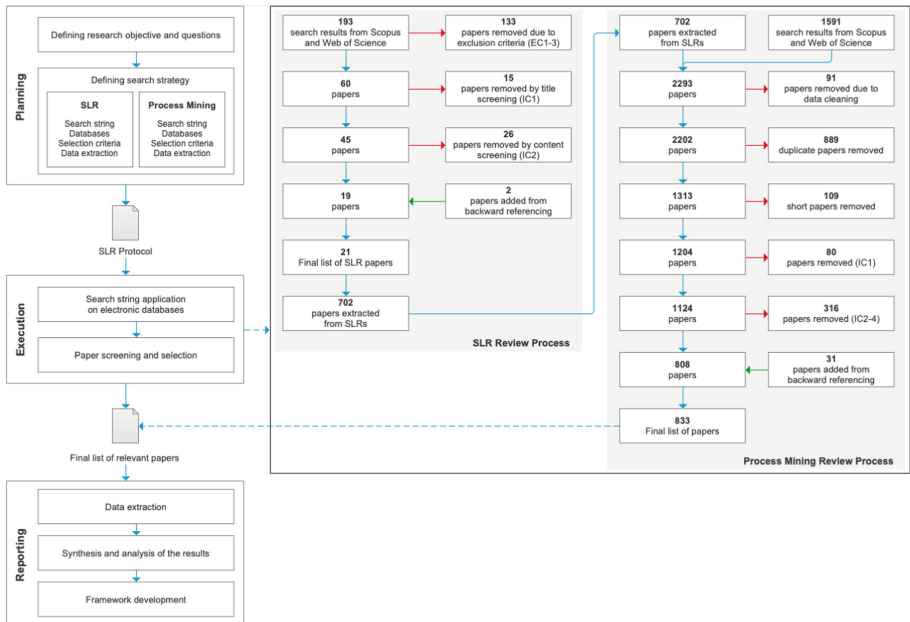 Planning
Defining research objective and questions
Defining search strategy
SLR
Search string
Databases
Selection criteria
Data extraction
Process Mining
Search string
Databases
Selection criteria
Data extraction
SLR Protocol
Execution
Search string application
on electronic databases
Paper screening and selection
Final list of relevant papers
Reporting
Data extraction
Synthesis and analysis of the results
Framework development
193
search results from Scopus
and Web of Science
133
papers removed due to
exclusion criteria (EC1-3)
60
papers
15
papers removed by title
screening (IC1)
45
papers
26
papers removed by content
screening (IC2)
19
papers
2
papers added from
backward referencing
21
Final list of SLR papers
702
papers extracted
from SLRs
SLR Review Process
702
papers extracted
from SLRs
1591
search results from Scopus
and Web of Science
2293
papers
91
papers removed due to
data cleaning
2202
papers
889
duplicate papers removed
1313
papers
109
short papers removed
1204
papers
80
papers removed (IC1)
1124
papers
316
papers removed (IC2-4)
808
papers
31
papers added from
backward referencing
833
Final list of papers
Process Mining Review Process